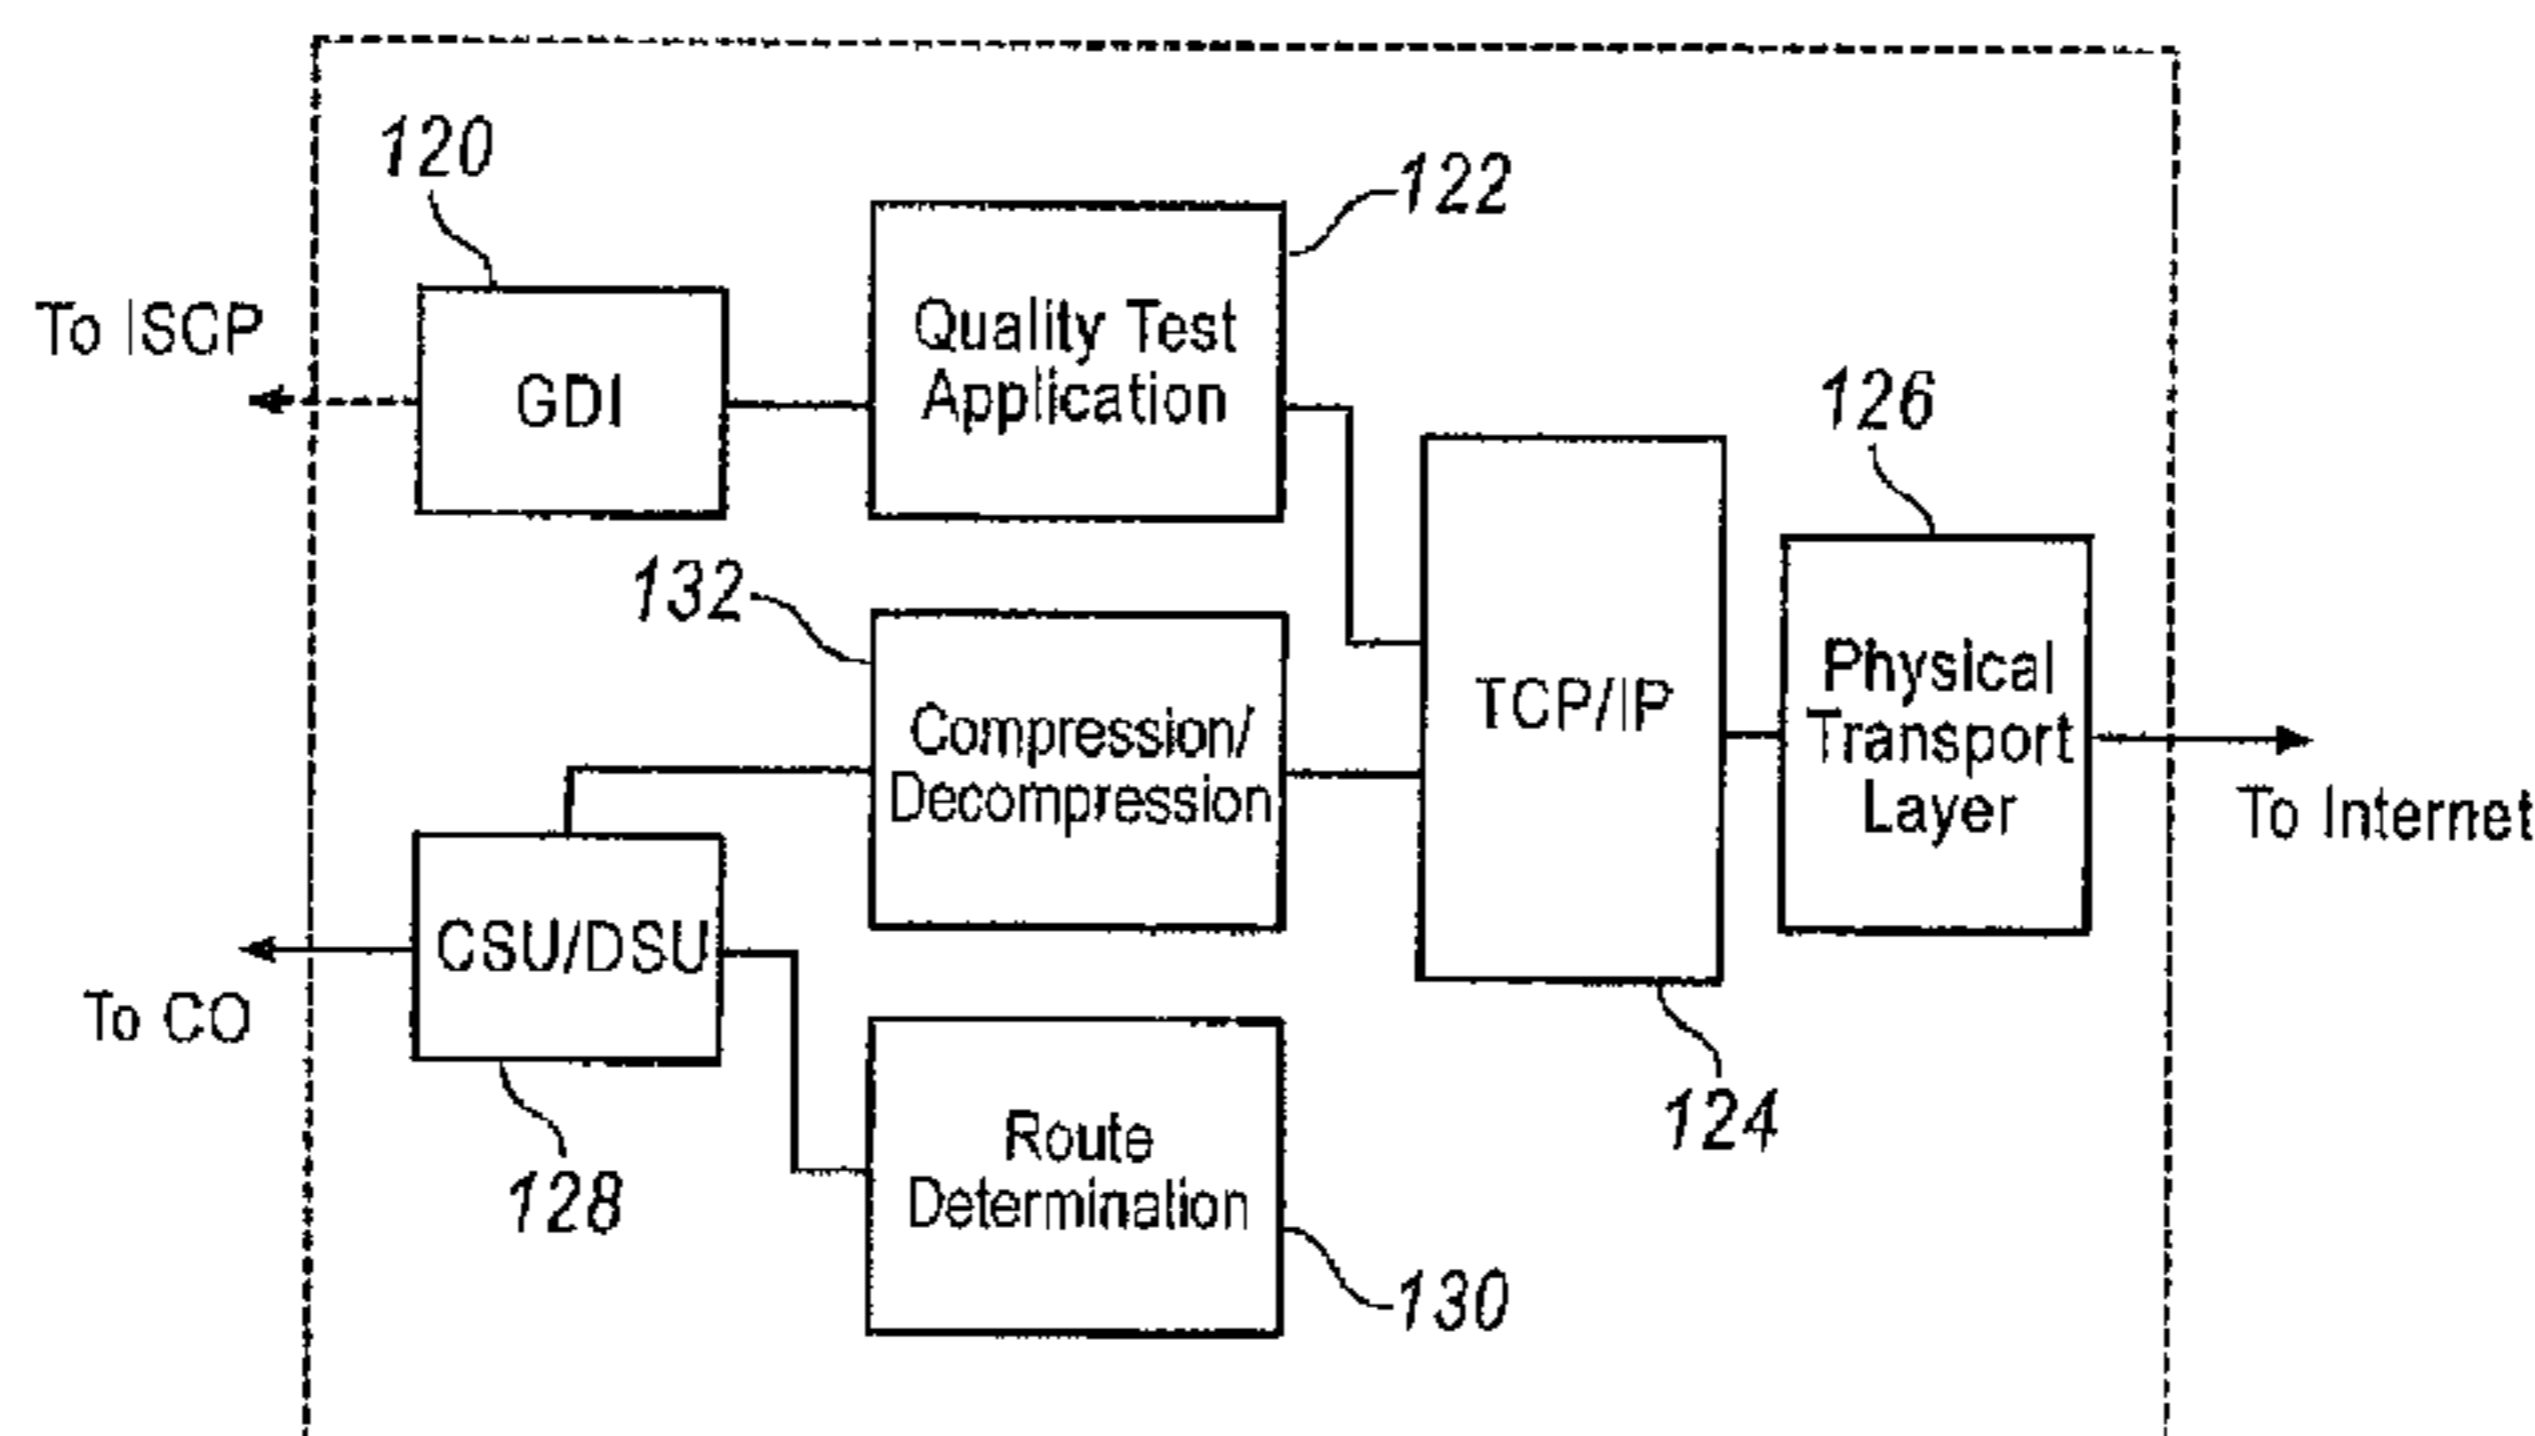 120
122
To ISCP
GDI
Quality Test
Application
126
132
Compression/
Decompression
TCP/IP
Physical
Transport
Layer
To Internet
CSU/DSU
To CO
128
124
Route
Determination
130